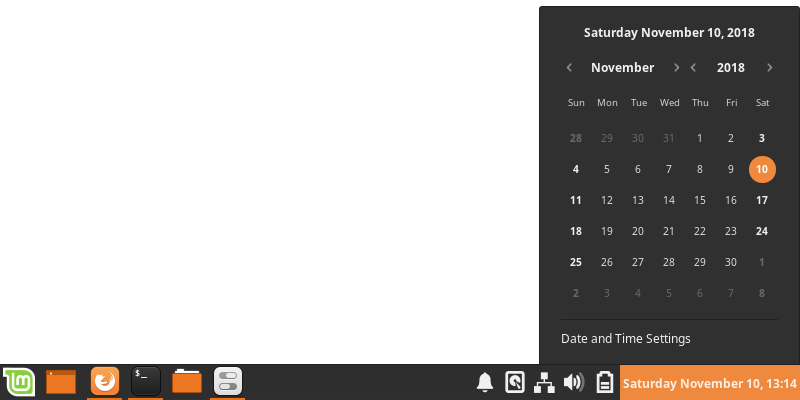 Saturday November 10, 2018
November 2018
Sun Mon Tue Wed Thu Fri Sat
28 29 30 31 1 2 3
4 5 6 7 8 9 10
11 12 13 14 15 16 17
18 19 20 21 22 23 24
25 26 27 28 29 30 1
2 3 4 5 6 7 8
Date and Time Settings
$_ Saturday November 10, 13:14